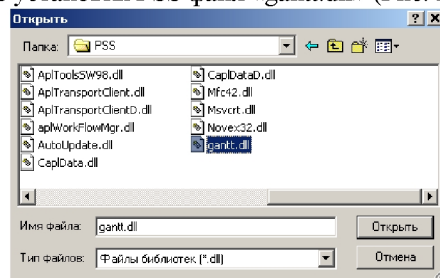 установки PSS файл «gantt.dll» (Рис.
Открыть
Папка: PSS
AplToolsSW98.dll
AplTransportClient.dll
AplTransportClientD.dll
aplWorkFlowMgr.dll
AutoUpdate.dll
CaplData.dll
CaplDataD.dll
Mfc42.dll
Msvcrt.dll
Novex32.dll
gantt.dll
Имя файла: gantt.dll Открыть
Тип файлов: Файлы библиотек (*.dll) Отмена